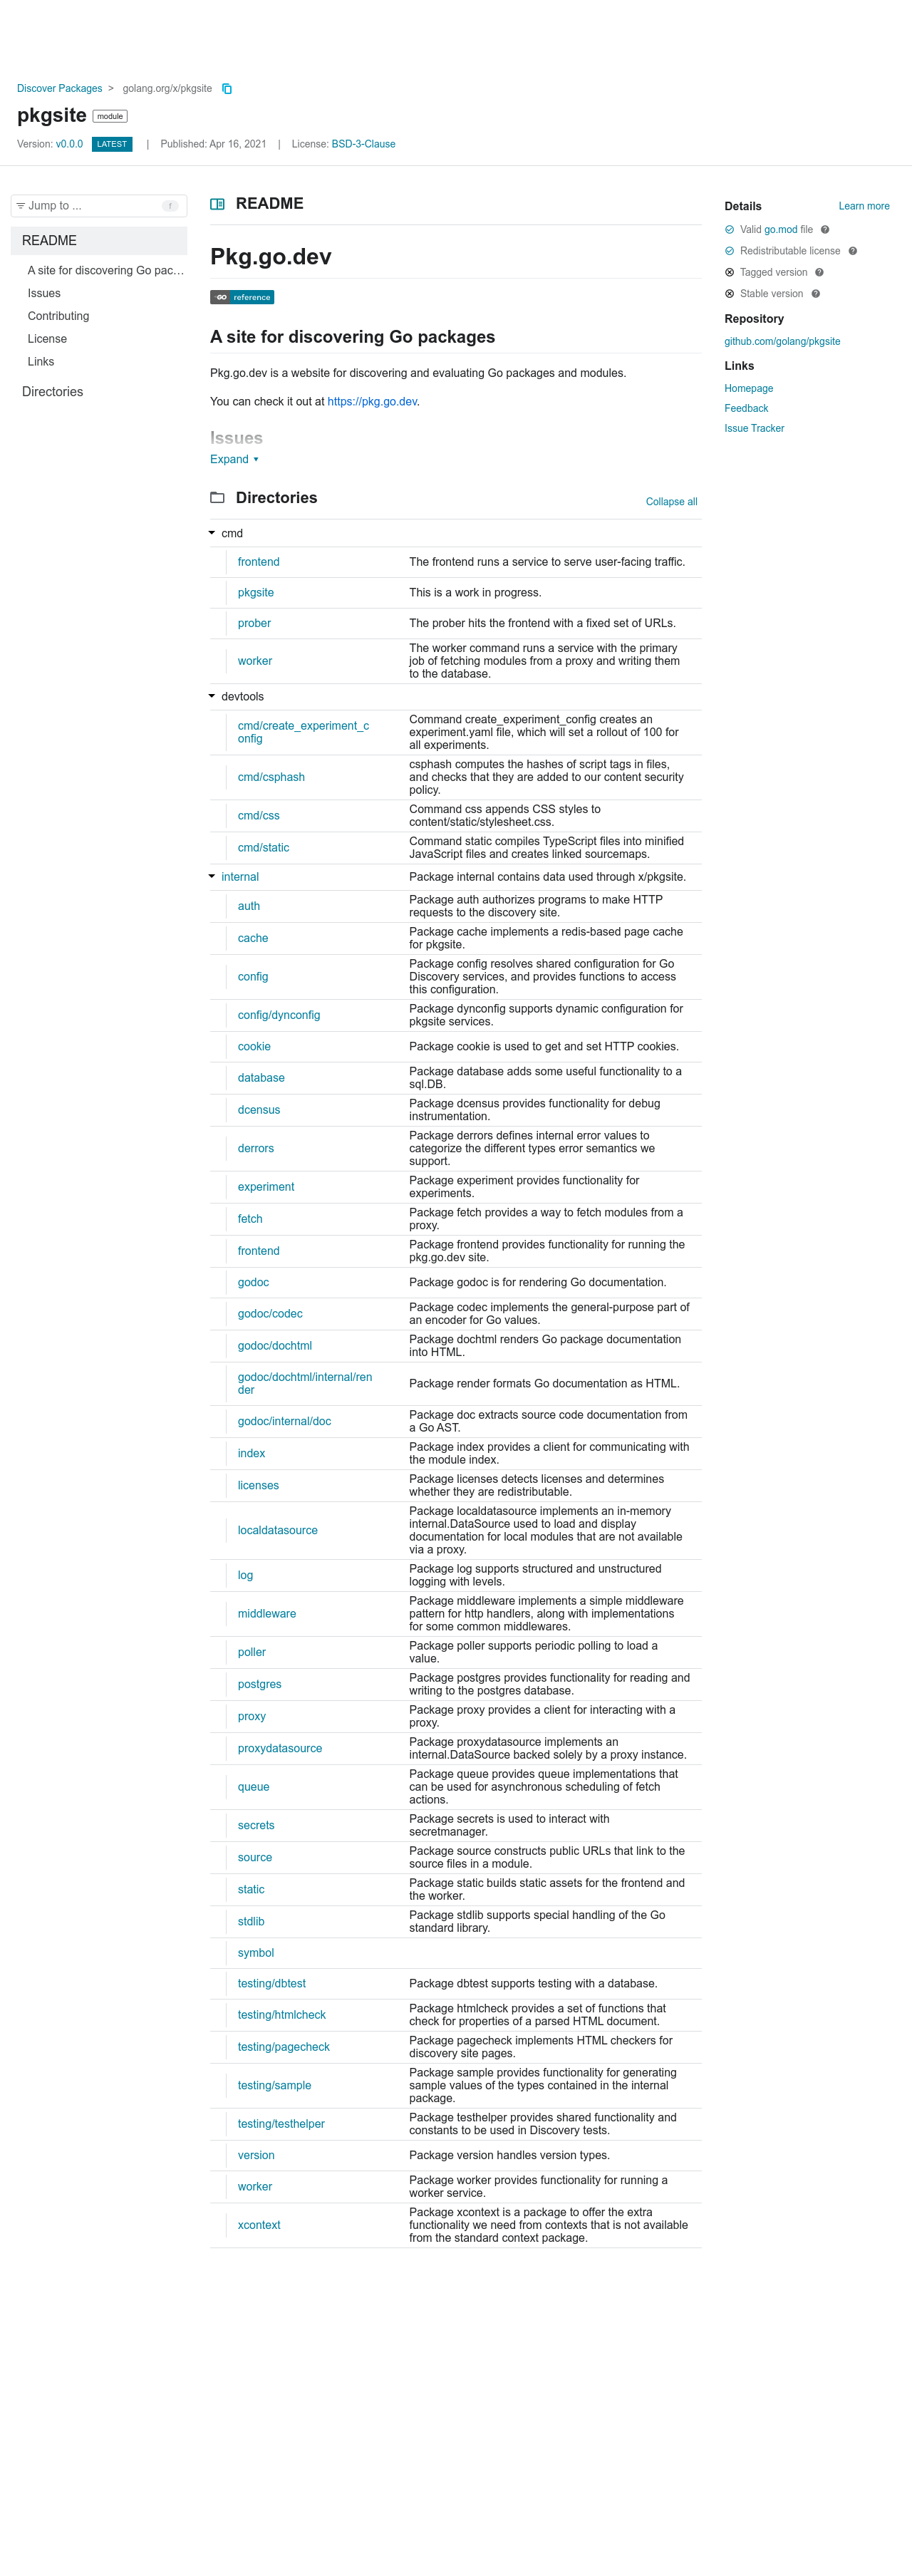 Discover Packages > golang.org/x/pkgsite
pkgsite module
Version: v0.0.0 LATEST | Published: Apr 16, 2021 | License: BSD-3-Clause
Jump to ... f
README
A site for discovering Go pac…
Issues
Contributing
License
Links
Directories
README
Pkg.go.dev
GO reference
A site for discovering Go packages
Pkg.go.dev is a website for discovering and evaluating Go packages and modules.
You can check it out at https://pkg.go.dev.
Issues
Expand ▼
Details Learn more
Valid go.mod file ?
Redistributable license ?
Tagged version ?
Stable version ?
Repository
github.com/golang/pkgsite
Links
Homepage
Feedback
Issue Tracker
Directories Collapse all
cmd
frontend The frontend runs a service to serve user-facing traffic.
pkgsite This is a work in progress.
prober The prober hits the frontend with a fixed set of URLs.
worker The worker command runs a service with the primary
job of fetching modules from a proxy and writing them
to the database.
devtools
cmd/create_experiment_c
onfig
Command create_experiment_config creates an
experiment.yaml file, which will set a rollout of 100 for
all experiments.
cmd/csphash csphash computes the hashes of script tags in files,
and checks that they are added to our content security
policy.
cmd/css Command css appends CSS styles to
content/static/stylesheet.css.
cmd/static Command static compiles TypeScript files into minified
JavaScript files and creates linked sourcemaps.
internal Package internal contains data used through x/pkgsite.
auth Package auth authorizes programs to make HTTP
requests to the discovery site.
cache Package cache implements a redis-based page cache
for pkgsite.
config Package config resolves shared configuration for Go
Discovery services, and provides functions to access
this configuration.
config/dynconfig Package dynconfig supports dynamic configuration for
pkgsite services.
cookie Package cookie is used to get and set HTTP cookies.
database Package database adds some useful functionality to a
sql.DB.
dcensus Package dcensus provides functionality for debug
instrumentation.
derrors Package derrors defines internal error values to
categorize the different types error semantics we
support.
experiment Package experiment provides functionality for
experiments.
fetch Package fetch provides a way to fetch modules from a
proxy.
frontend Package frontend provides functionality for running the
pkg.go.dev site.
godoc Package godoc is for rendering Go documentation.
godoc/codec Package codec implements the general-purpose part of
an encoder for Go values.
godoc/dochtml Package dochtml renders Go package documentation
into HTML.
godoc/dochtml/internal/ren
der
Package render formats Go documentation as HTML.
godoc/internal/doc Package doc extracts source code documentation from
a Go AST.
index Package index provides a client for communicating with
the module index.
licenses Package licenses detects licenses and determines
whether they are redistributable.
localdatasource Package localdatasource implements an in-memory
internal.DataSource used to load and display
documentation for local modules that are not available
via a proxy.
log Package log supports structured and unstructured
logging with levels.
middleware Package middleware implements a simple middleware
pattern for http handlers, along with implementations
for some common middlewares.
poller Package poller supports periodic polling to load a
value.
postgres Package postgres provides functionality for reading and
writing to the postgres database.
proxy Package proxy provides a client for interacting with a
proxy.
proxydatasource Package proxydatasource implements an
internal.DataSource backed solely by a proxy instance.
queue Package queue provides queue implementations that
can be used for asynchronous scheduling of fetch
actions.
secrets Package secrets is used to interact with
secretmanager.
source Package source constructs public URLs that link to the
source files in a module.
static Package static builds static assets for the frontend and
the worker.
stdlib Package stdlib supports special handling of the Go
standard library.
symbol
testing/dbtest Package dbtest supports testing with a database.
testing/htmlcheck Package htmlcheck provides a set of functions that
check for properties of a parsed HTML document.
testing/pagecheck Package pagecheck implements HTML checkers for
discovery site pages.
testing/sample Package sample provides functionality for generating
sample values of the types contained in the internal
package.
testing/testhelper Package testhelper provides shared functionality and
constants to be used in Discovery tests.
version Package version handles version types.
worker Package worker provides functionality for running a
worker service.
xcontext Package xcontext is a package to offer the extra
functionality we need from contexts that is not available
from the standard context package.